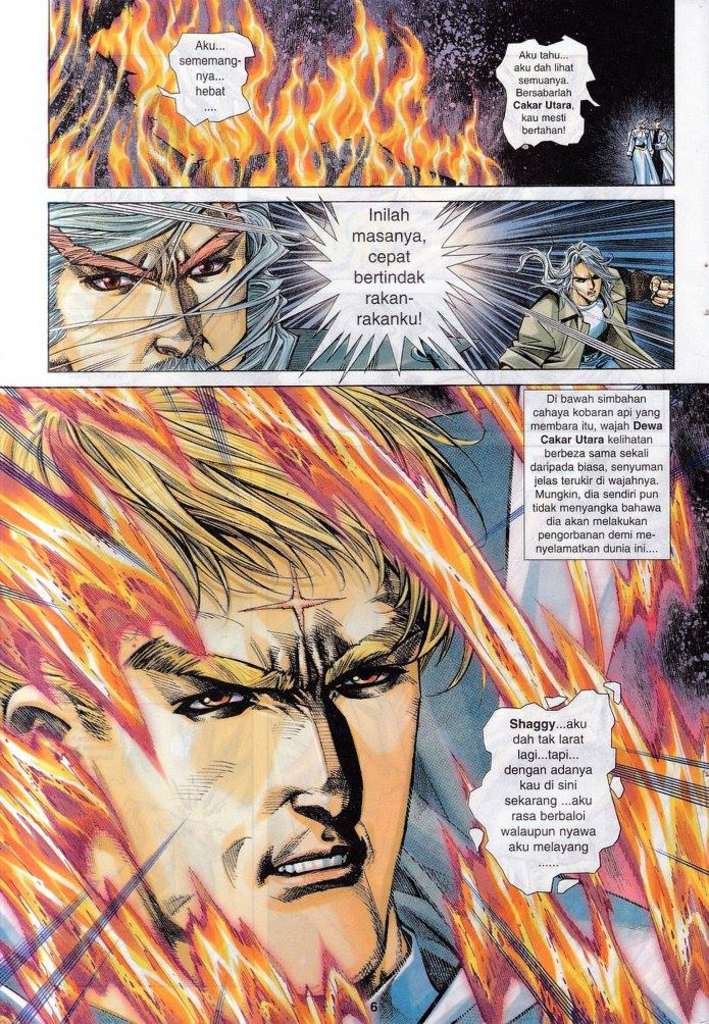 Aku...
sememang-
nya...
hebat
....
Aku tahu...
aku dah lihat
semuanya.
Bersabarlah
Cakar Utara,
kau mesti
bertahan!
Inilah
masanya,
cepat
bertindak
rakan-
rakanku!
Di bawah simbahan
cahaya kobaran api yang
membara itu, wajah Dewa
Cakar Utara kelihatan
berbeza sama sekali
daripada biasa, senyuman
jelas terukir di wajahnya.
Mungkin, dia sendiri pun
tidak menyangka bahawa
dia akan melakukan
pengorbanan demi me-
nyelamatkan dunia ini....
Shaggy...aku
dah tak larat
lagi...tapi...
dengan adanya
kau di sini
sekarang ...aku
rasa berbaloi
walaupun nyawa
aku melayang
......
6